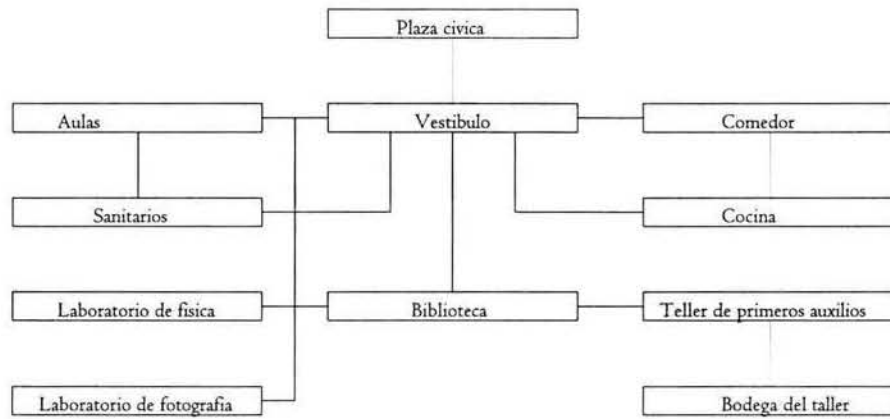 Plaza civica
Aulas
Vestibulo
Comedor
Sanitarios
Cocina
Laboratorio de fisica
Biblioteca
Teller de primeros auxilios
Laboratorio de fotografia
Bodega del taller